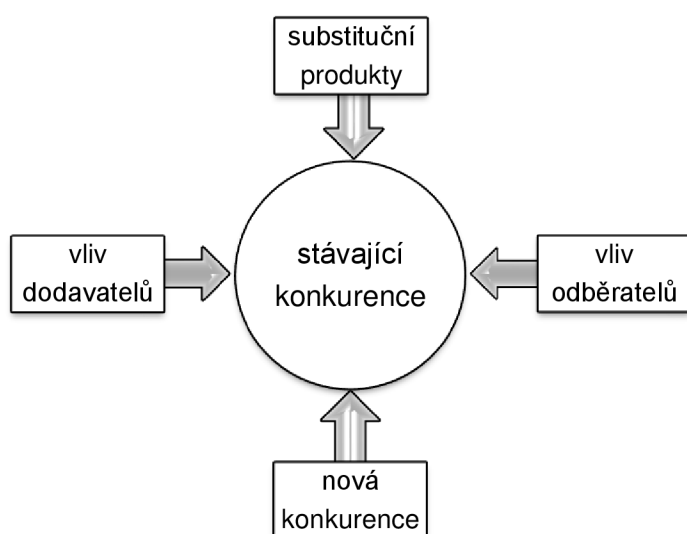 substituční
produkty
vliv
dodavatelů
stávající
konkurence
vliv
odběratelů
nová
konkurence